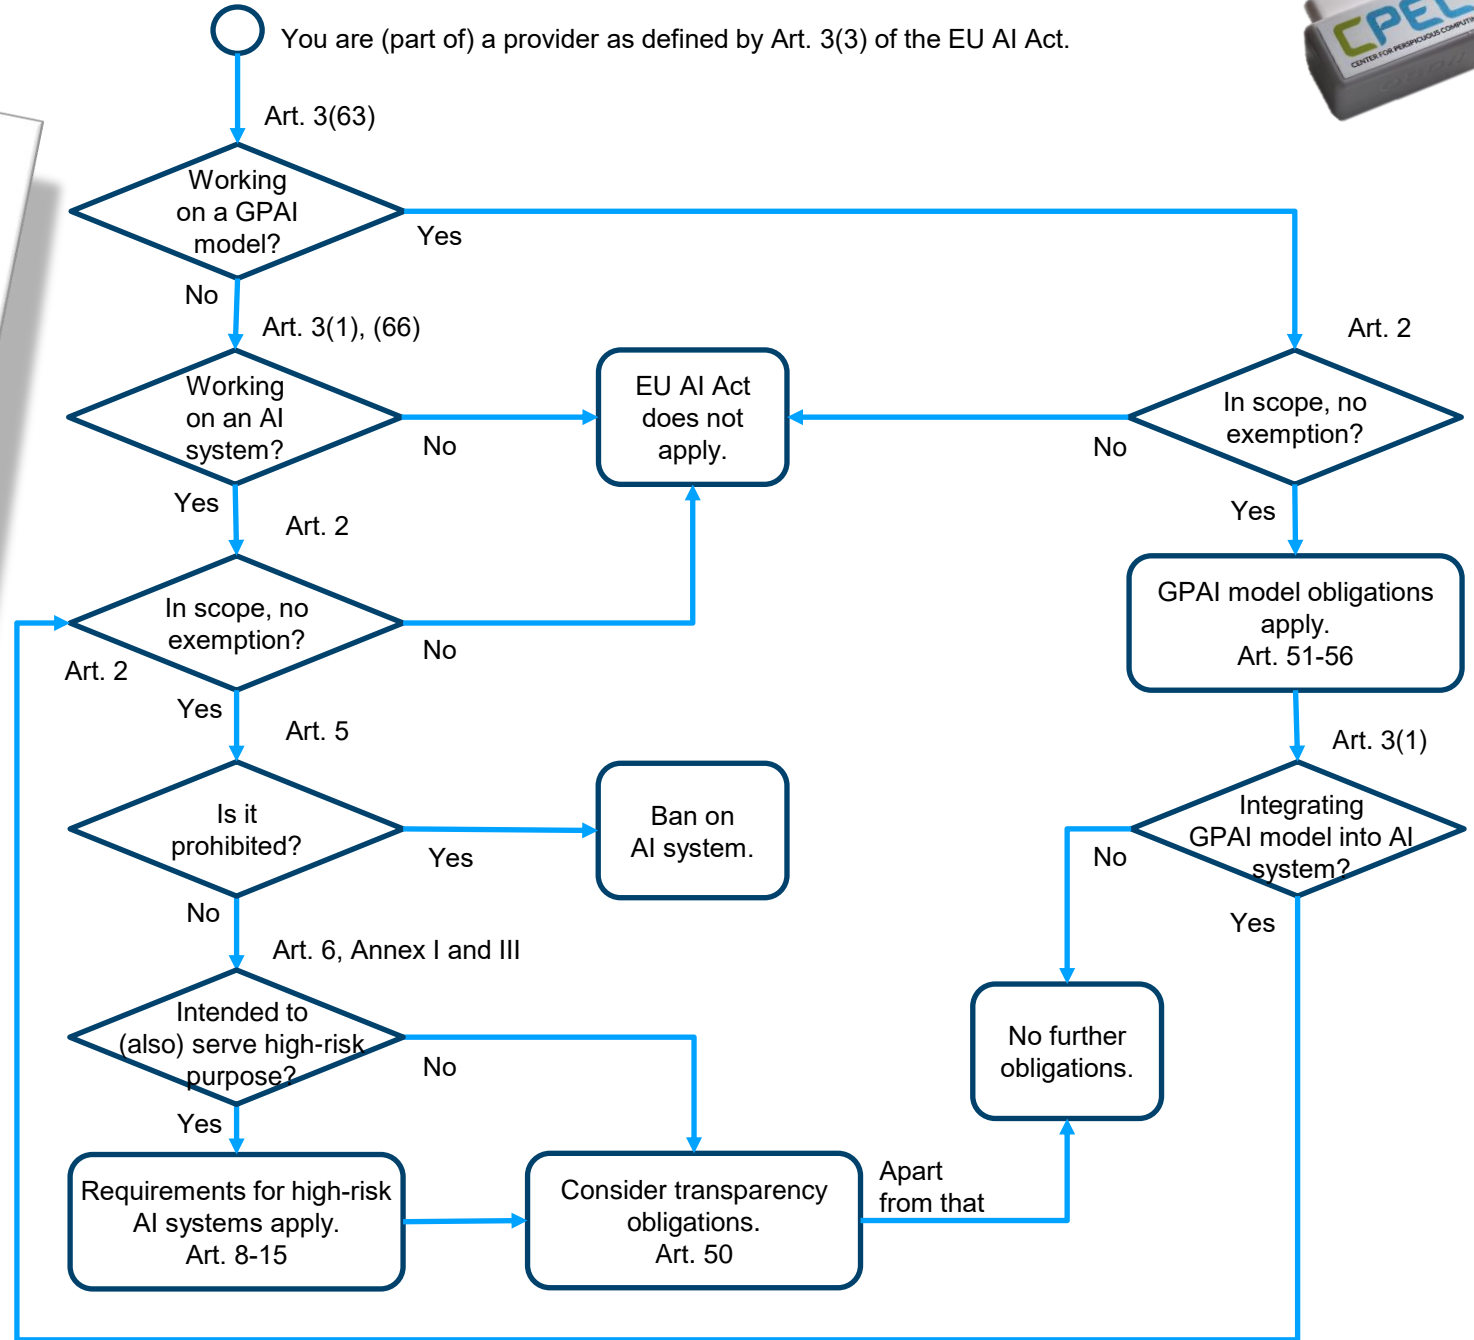 You are (part of) a provider as defined by Art. 3(3) of the EU AI Act.
CPEC
CENTER FOR PERSPICUOUS COMPUTING
Art. 3(63)
Working
on a GPAI
model?
Yes
No
Art. 3(1), (66)
Art. 2
Working
on an AI
system?
No
EU AI Act
does not
apply.
In scope, no
exemption?
No
Yes
Yes
Art. 2
In scope, no
exemption?
No
Art. 2
GPAI model obligations
apply.
Art. 51-56
Yes
Art. 5
Art. 3(1)
Is it
prohibited?
Yes
Ban on
AI system.
Integrating
GPAI model into AI
system?
No
Yes
No
Art. 6, Annex I and III
Intended to
(also) serve high-risk
purpose?
No
No further
obligations.
Yes
Requirements for high-risk
AI systems apply.
Art. 8-15
Consider transparency
obligations.
Art. 50
Apart
from that